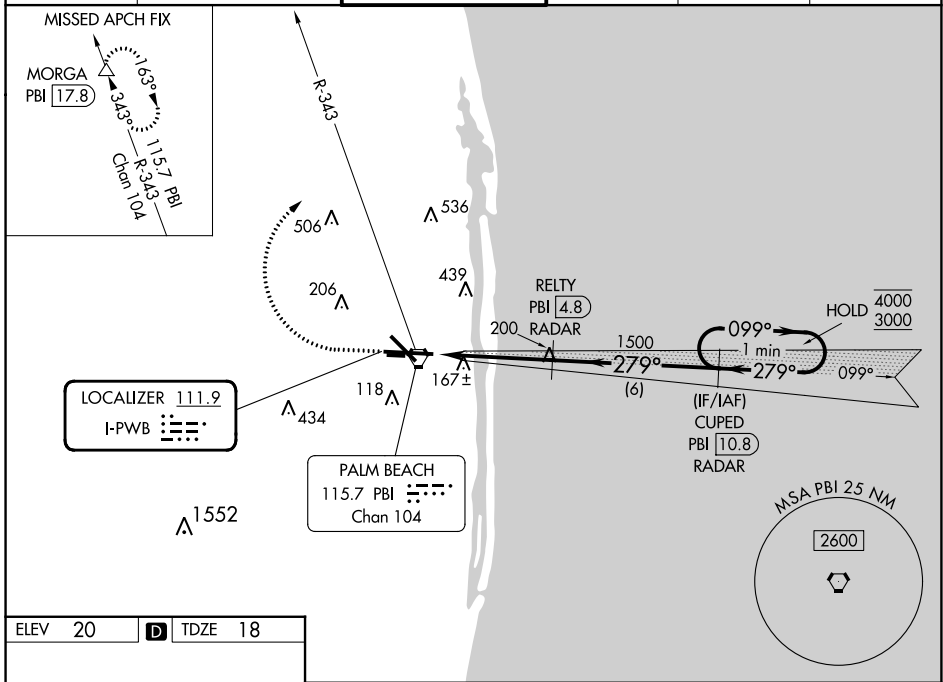 MISSED APCH FIX
MORGA
PBI 17.8
163°
343°
R-343
115.7 PBI
Chan 104
R-343
506
536
439
206
RELTY
PBI 4.8
RADAR
200
HOLD
4000
3000
099°
1500
1 min
279°
279°
099°
(6)
167±
118
434
(IF/IAF)
CUPED
PBI 10.8
RADAR
LOCALIZER 111.9
I-PWB
PALM BEACH
115.7 PBI
Chan 104
1552
MSA PBI 25 NM
2600
ELEV 20 D TDZE 18